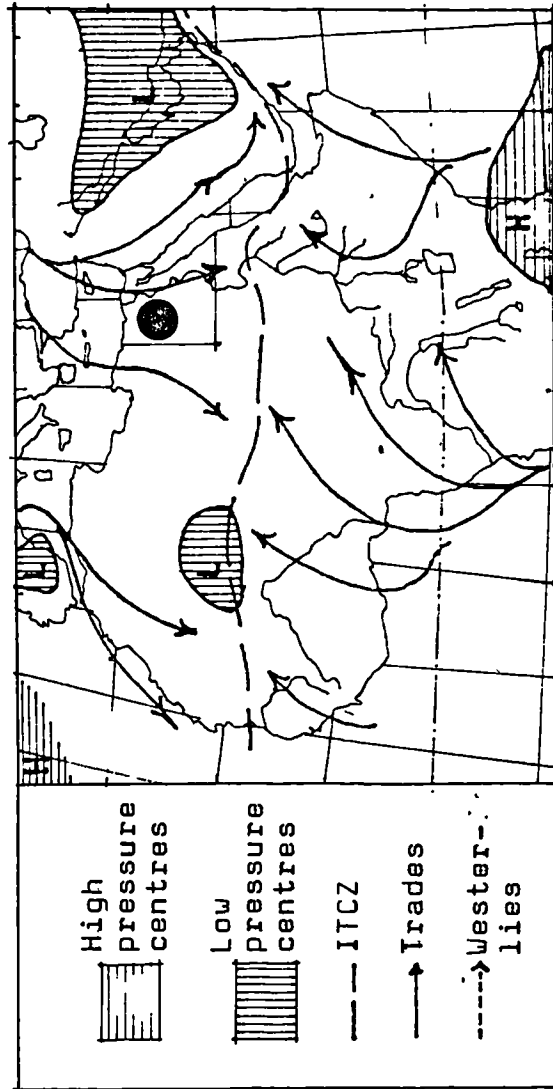 High
pressure
centres
Low
pressure
centres
ITCZ
Trades
Wester-
lies
H
L
L
L
H